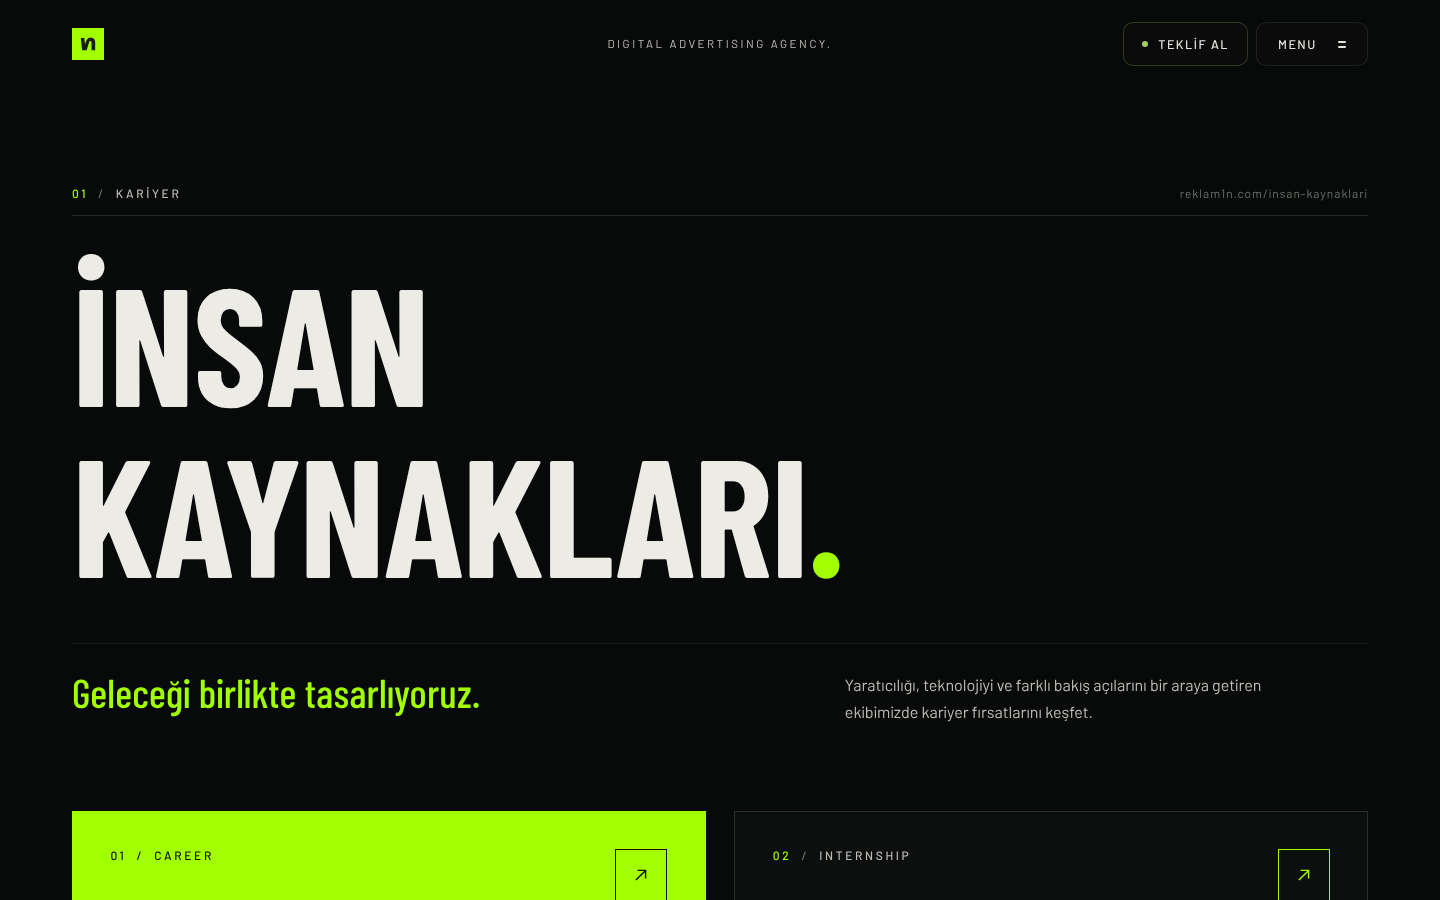 n
DIGITAL ADVERTISING AGENCY.
TEKLİF AL
MENU
01 / KARİYER
reklam1n.com/insan-kaynaklari
İNSAN
KAYNAKLARI.
Geleceği birlikte tasarlıyoruz.
Yaratıcılığı, teknolojiyi ve farklı bakış açılarını bir araya getiren
ekibimizde kariyer fırsatlarını keşfet.
01 / CAREER
02 / INTERNSHIP